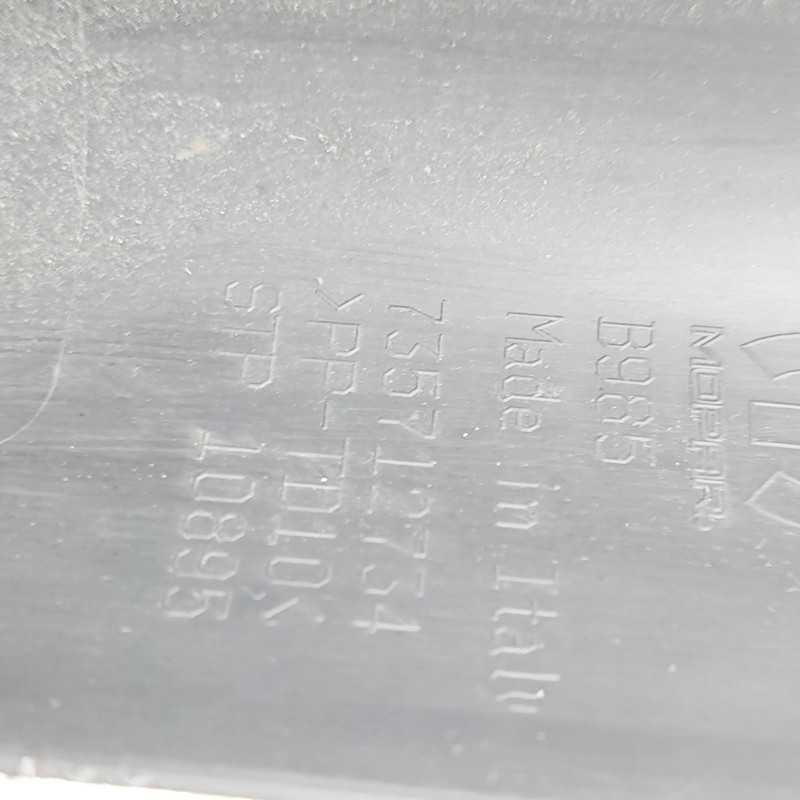 MOPAR
B985
Made in Italy
735712734
>PP-TD10<
STP 10895